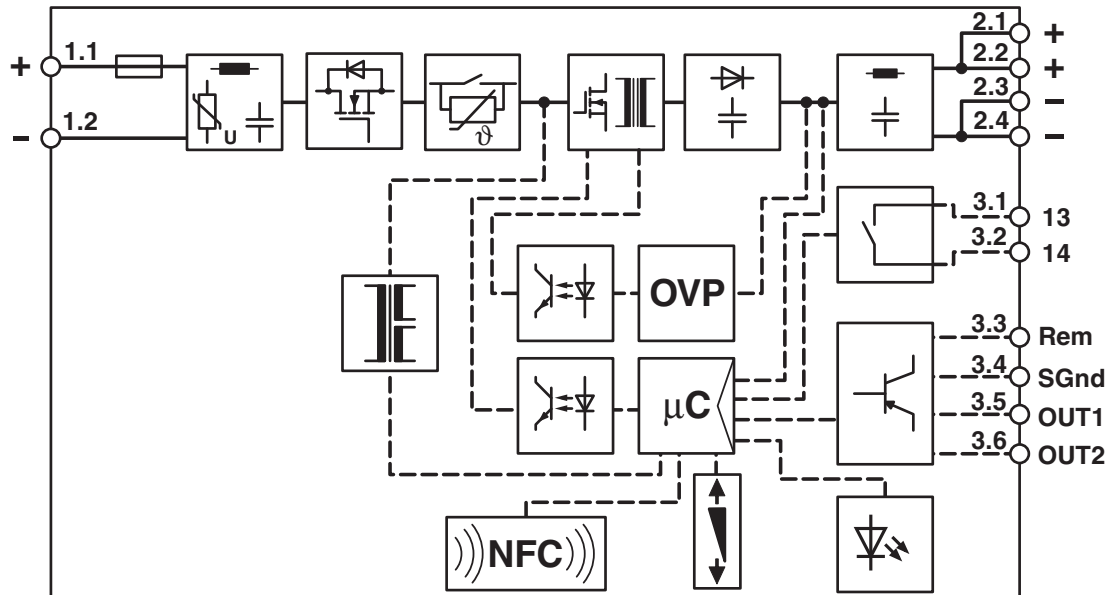 2.1 +
+ 1.1 2.2 +
2.3 −
− 1.2 U ϑ 2.4 −
3.1 13
3.2 14
OVP
3.3 Rem
3.4 SGnd
μC
3.5 OUT1
3.6 OUT2
NFC